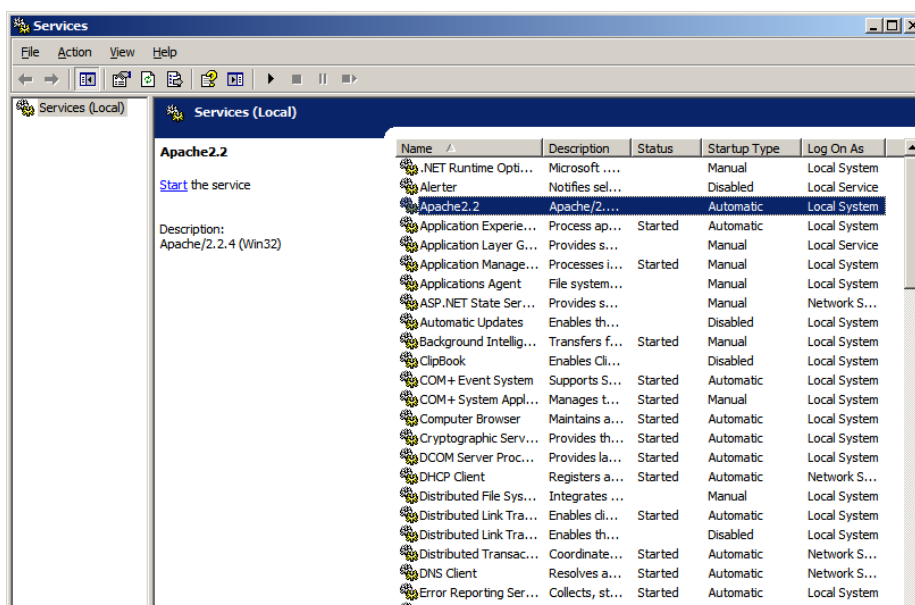 Services
File Action View Help
Services (Local)
Services (Local)
Apache2.2
Start the service
Description:
Apache/2.2.4 (Win32)
Name Description Status Startup Type Log On As
.NET Runtime Opti... Microsoft .... Manual Local System
Alerter Notifies sel... Disabled Local Service
Apache2.2 Apache/2.... Automatic Local System
Application Experie... Process ap... Started Automatic Local System
Application Layer G... Provides s... Manual Local Service
Application Manage... Processes i... Started Manual Local System
Applications Agent File system... Manual Local System
ASP.NET State Ser... Provides s... Manual Network S...
Automatic Updates Enables th... Disabled Local System
Background Intellig... Transfers f... Started Manual Local System
ClipBook Enables Cli... Disabled Local System
COM+ Event System Supports S... Started Automatic Local System
COM+ System Appl... Manages t... Started Manual Local System
Computer Browser Maintains a... Started Automatic Local System
Cryptographic Serv... Provides th... Started Automatic Local System
DCOM Server Proc... Provides la... Started Automatic Local System
DHCP Client Registers a... Started Automatic Network S...
Distributed File Sys... Integrates ... Manual Local System
Distributed Link Tra... Enables cli... Started Automatic Local System
Distributed Link Tra... Enables th... Disabled Local System
Distributed Transac... Coordinate... Started Automatic Network S...
DNS Client Resolves a... Started Automatic Network S...
Error Reporting Ser... Collects, st... Started Automatic Local System